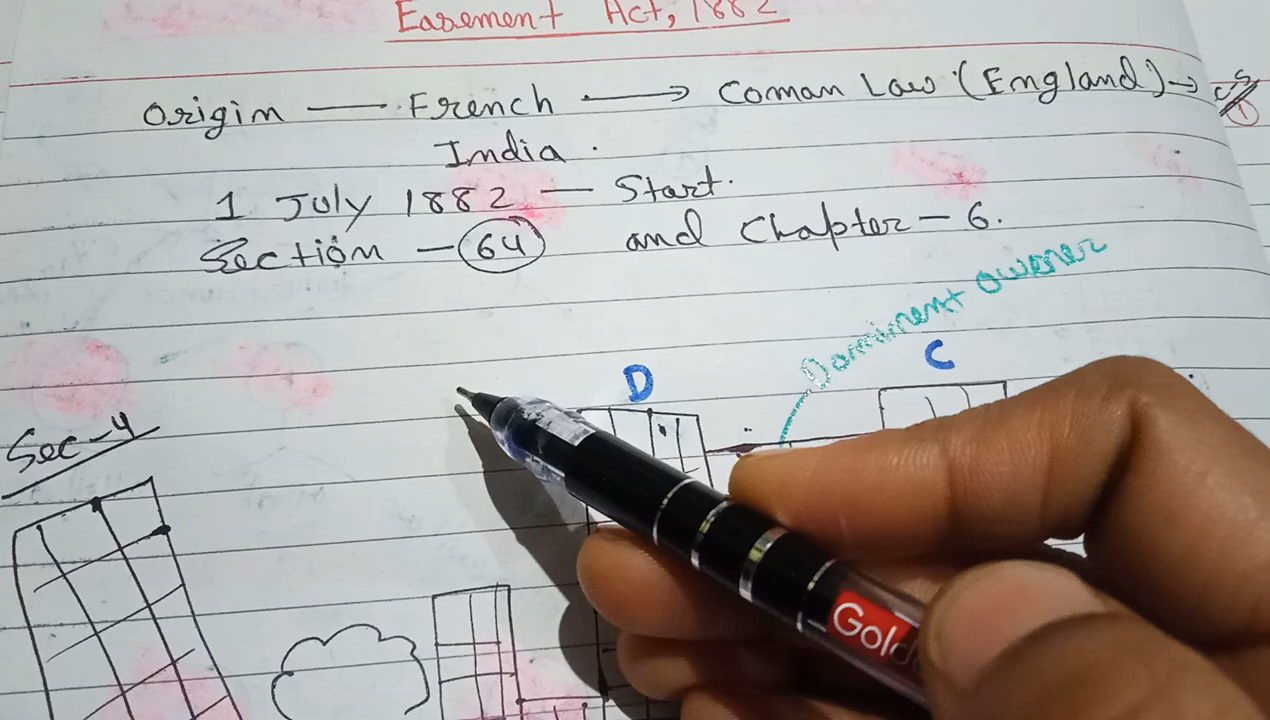 Easement Act, 1882
Origin — French → Coman Law (England) →
India.
1 July 1882 — Start.
Section – 64 and Chapter – 6.
Dominent owner
D
C
Sec-4
Gold